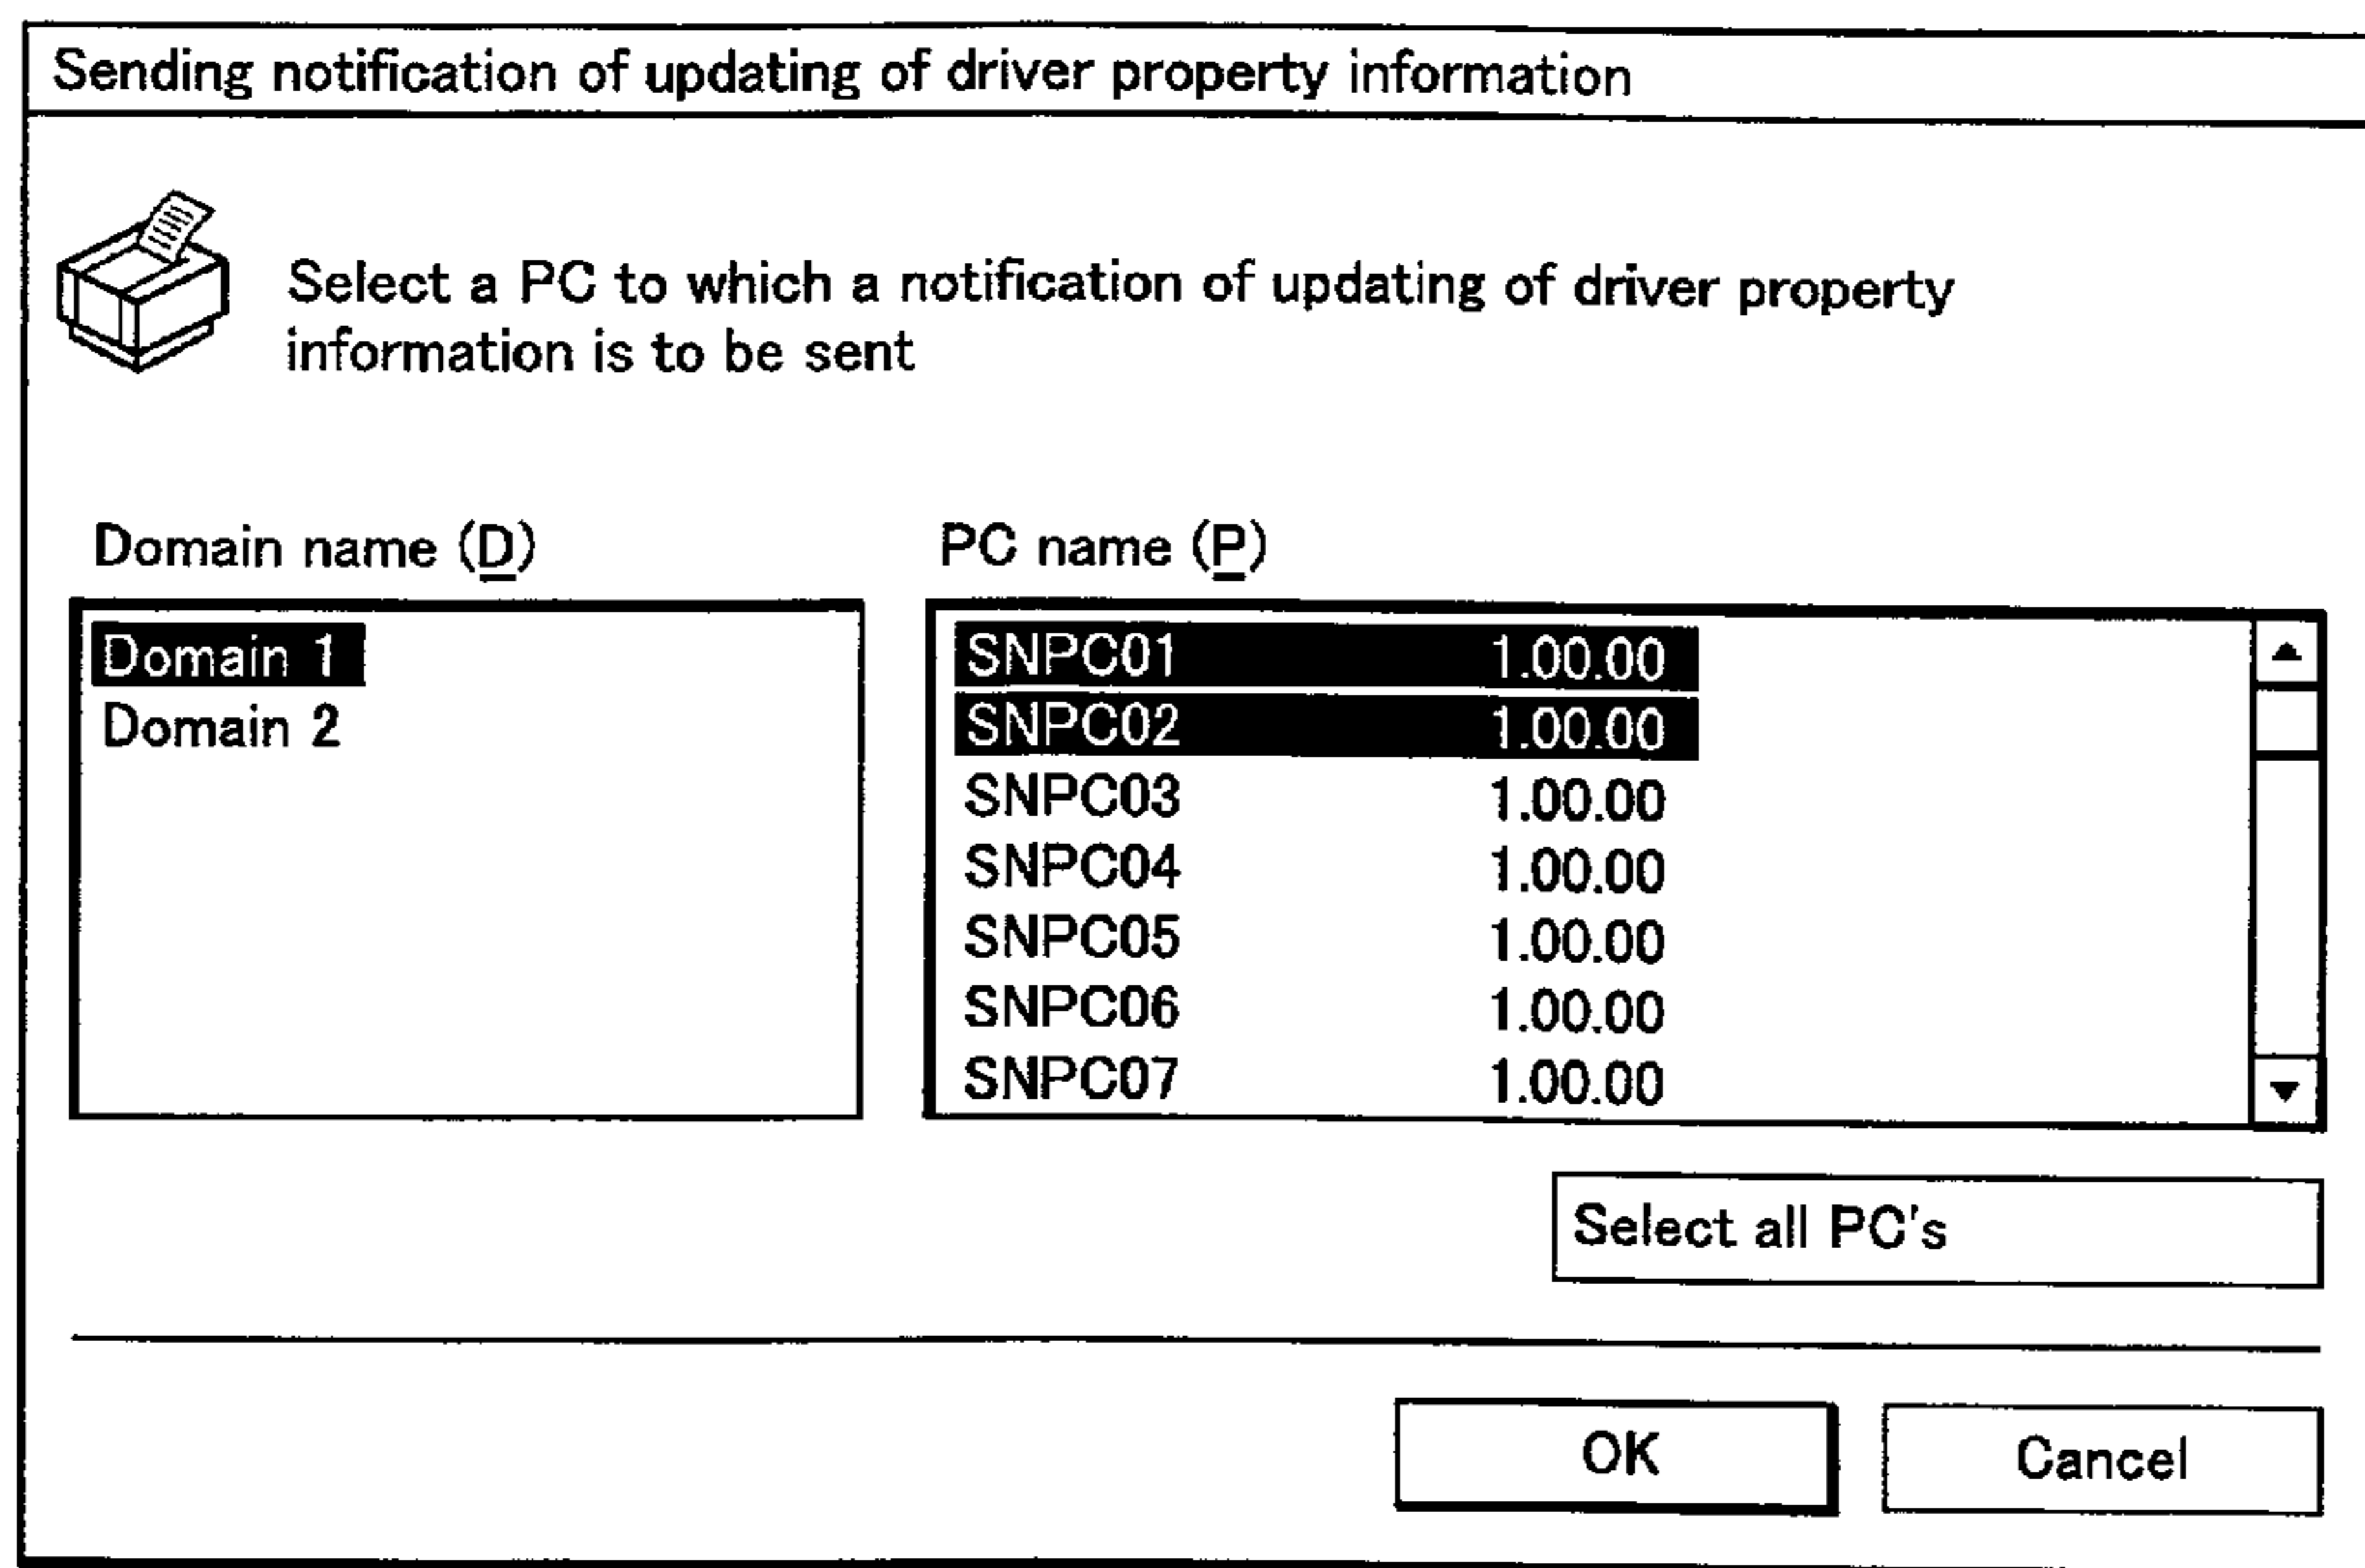 Sending notification of updating of driver property information
Select a PC to which a notification of updating of driver property
information is to be sent
Domain name (D)
PC name (P)
Domain 1
Domain 2
SNPC01 1.00.00
SNPC02 1.00.00
SNPC03 1.00.00
SNPC04 1.00.00
SNPC05 1.00.00
SNPC06 1.00.00
SNPC07 1.00.00
Select all PC's
OK
Cancel